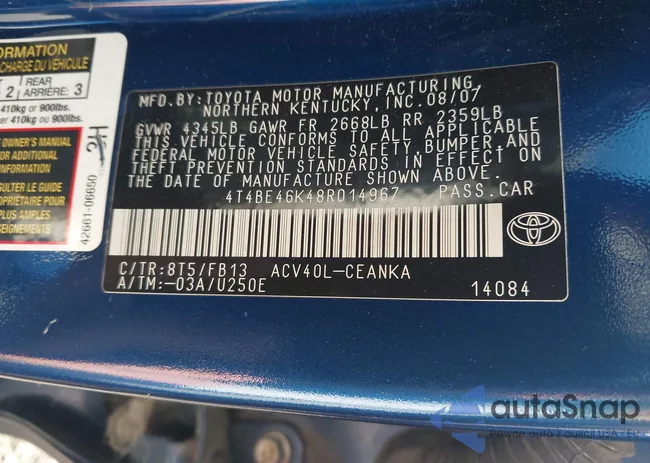 FORMATION
CHARGE DU VÉHICULE
2
REAR
ARRIÈRE: 3
410kg or 900lbs.
410kg ou 900lbs.
OWNER'S MANUAL
FOR ADDITIONAL
INFORMATION
SULTER LE GUIDE
PROPRIÉTAIRE POUR
PLUS AMPLES
SEIGNEMENTS
2H
42661-06650
MFD.BY:TOYOTA MOTOR MANUFACTURING,
NORTHERN KENTUCKY,INC.08/07
GVWR 4345LB GAWR FR 2668LB RR 2359LB
THIS VEHICLE CONFORMS TO ALL APPLICABLE
FEDERAL MOTOR VEHICLE SAFETY,BUMPER,AND
THEFT PREVENTION STANDARDS IN EFFECT ON
THE DATE OF MANUFACTURE SHOWN ABOVE.
4T4BE46K48R014967 PASS.CAR
C/TR:8T5/FB13 ACV40L-CEANKA
A/TM:-03A/U250E 14084
autoSnap